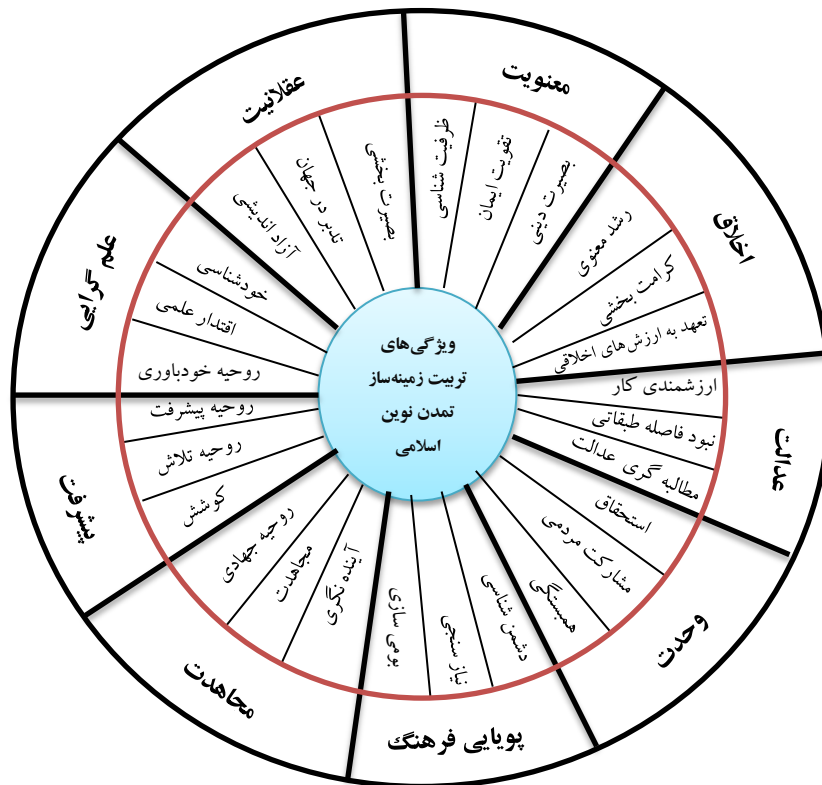 ویژگی‌های
تربیت زمینه‌ساز
تمدن نوین
اسلامی
معنویت
ظرفیت شناسی
تقویت ایمان
بصیرت دینی
اخلاق
رشد معنوی
کرامت بخشی
تعهد به ارزش‌های اخلاقی
عدالت
ارزشمندی کار
نبود فاصله طبقاتی
مطالبه گری عدالت
وحدت
استحقاق
مشارکت مردمی
همبستگی
پویایی فرهنگ
دشمن شناسی
نیاز سنجی
بومی سازی
مجاهدت
آینده نگری
مجاهدت
روحیه جهادی
پیشرفت
کوشش
روحیه تلاش
روحیه پیشرفت
علم گرایی
روحیه خودباوری
اقتدار علمی
خودشناسی
عقلانیت
آزاد اندیشی
تدبر در جهان
بصیرت بخشی